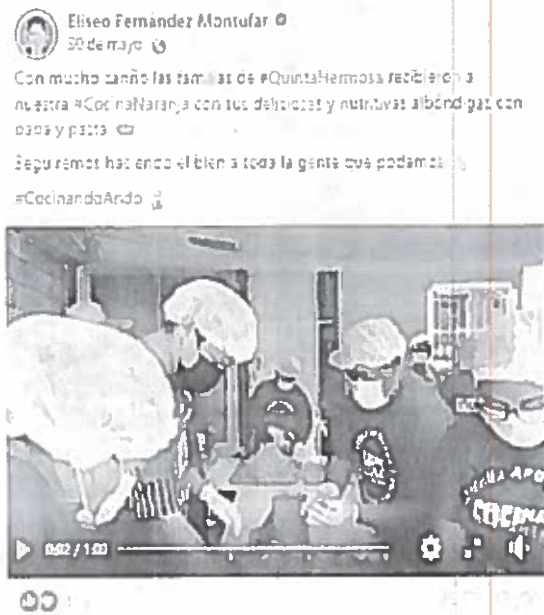 Eliseo Fernández Montufar
30 de mayo
Con mucho cariño las familias de #QuintaHermosa recibieron a
nuestra #CocinaNaranja con sus deliciosas y nutritivas albóndigas con
papa y pasta
Seguiremos haciendo el bien a toda la gente que podamos
#CocinandoAndo
0:02 / 1:00